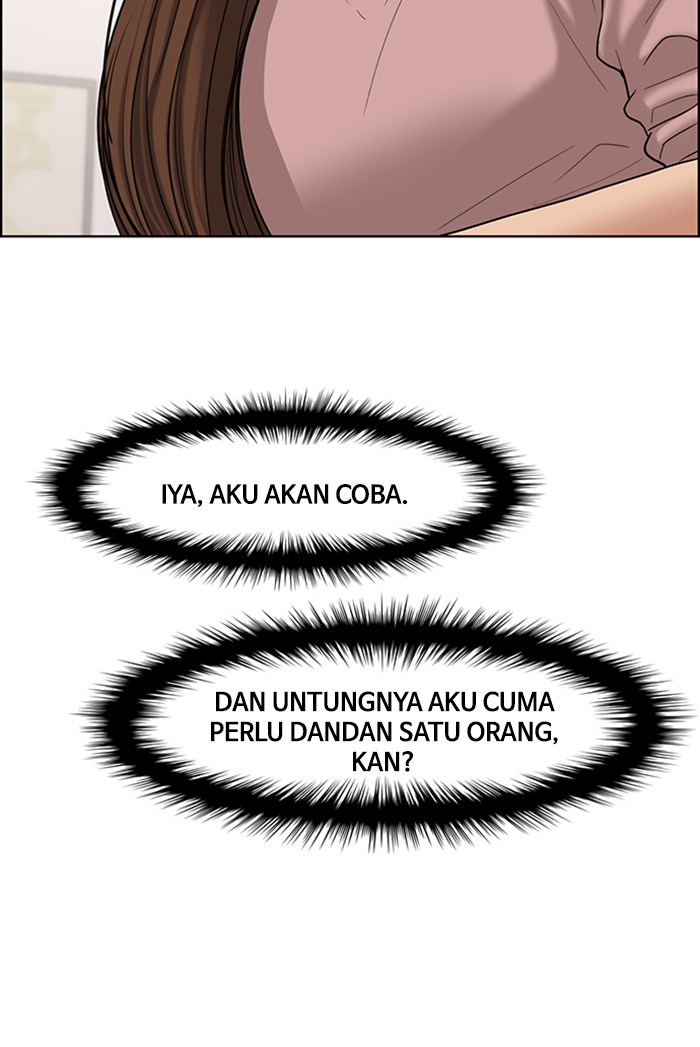 IYA, AKU AKAN COBA.
DAN UNTUNGNYA AKU CUMA
PERLU DANDAN SATU ORANG,
KAN?